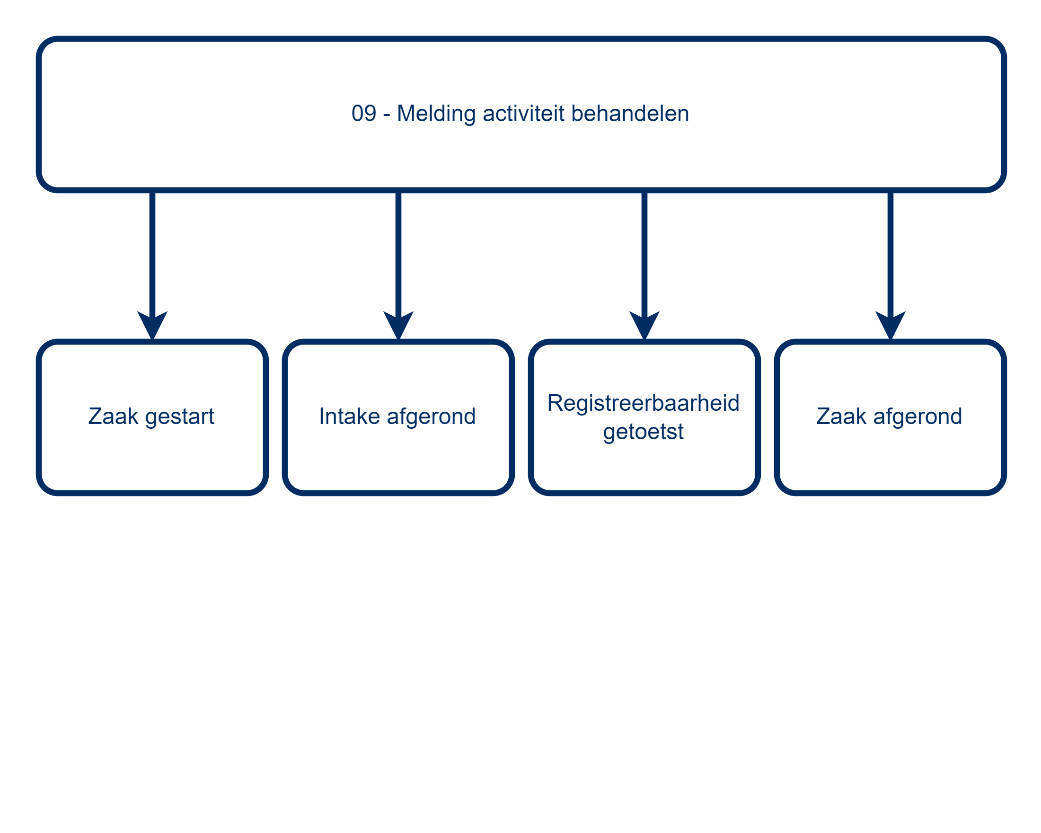 09 - Melding activiteit behandelen
Zaak gestart
Intake afgerond
Registreerbaarheid
getoetst
Zaak afgerond